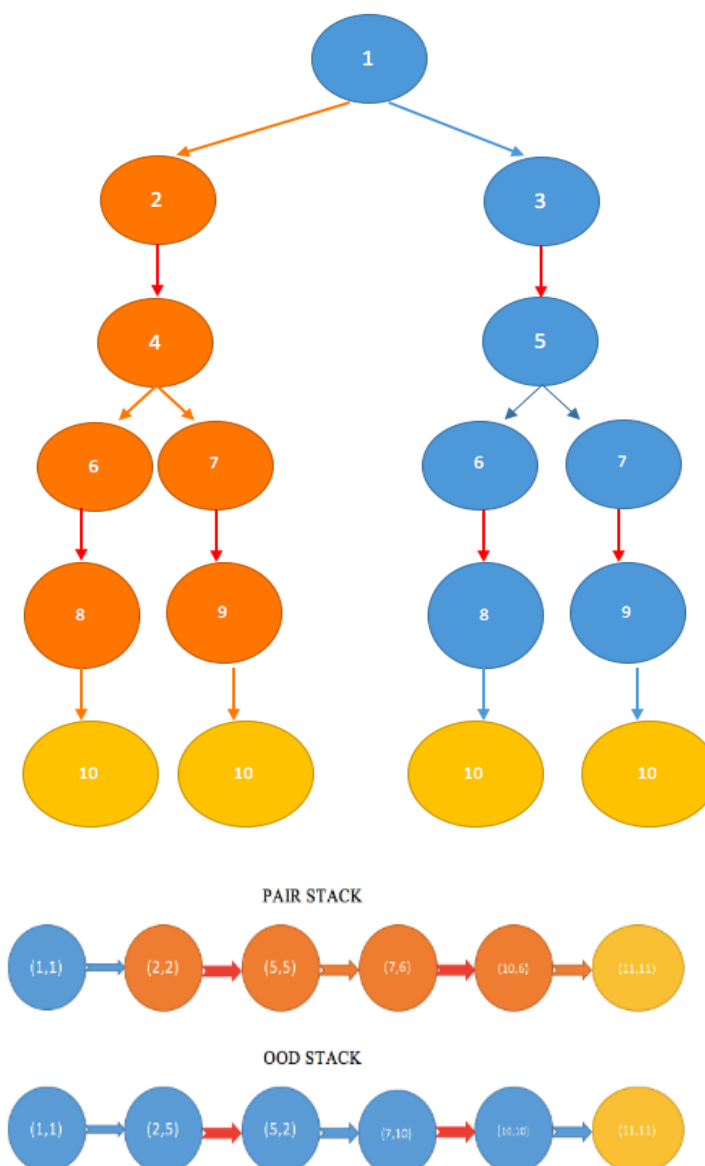 1
2 3
4 5
6 7 6 7
8 9 8 9
10 10 10 10
PAIR STACK
(1,1) (2,2) (5,5) (7,6) (10,6) (11,11)
OOD STACK
(1,1) (2,5) (5,2) (7,10) (10,10) (11,11)